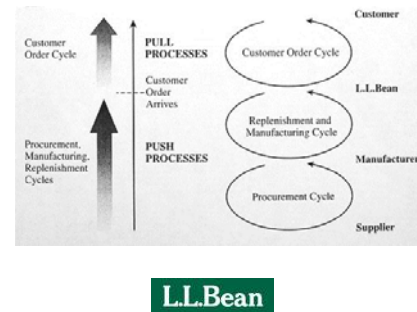 Customer
Order Cycle
PULL
PROCESSES
Customer
Order
Arrives
Procurement,
Manufacturing,
Replenishment
Cycles
PUSH
PROCESSES
Customer
Customer Order Cycle
L.L.Bean
Replenishment and
Manufacturing Cycle
Manufacturer
Procurement Cycle
Supplier
L.L.Bean